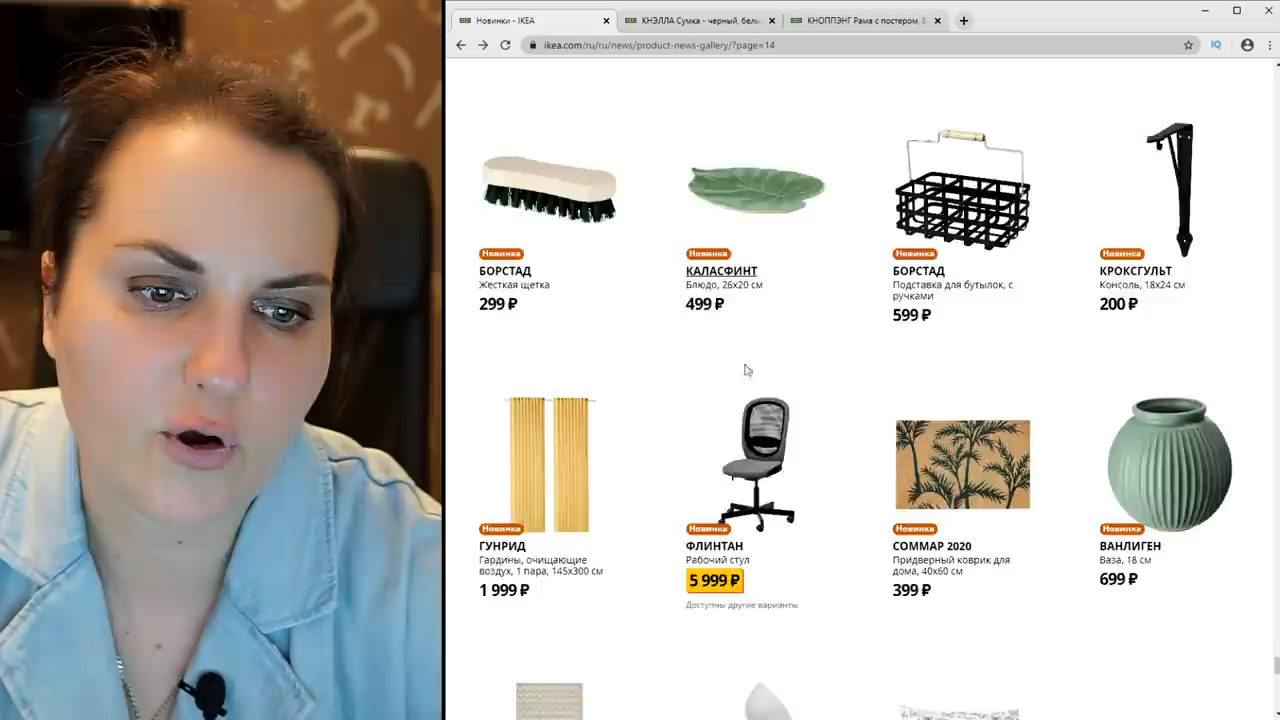 Новинки - IKEA
КНЭЛЛА Сумка - черный, белы
КНОППЭНГ Рама с постером, 8
ikea.com/ru/ru/news/product-news-gallery/?page=14
Новинка
БОРСТАД
Жесткая щетка
299 ₽
Новинка
КАЛАСФИНТ
Блюдо, 26x20 см
499 ₽
Новинка
БОРСТАД
Подставка для бутылок, с
ручками
599 ₽
Новинка
КРОКСГУЛЬТ
Консоль, 18x24 см
200 ₽
Новинка
ГУНРИД
Гардины, очищающие
воздух, 1 пара, 145x300 см
1 999 ₽
Новинка
ФЛИНТАН
Рабочий стул
5 999 ₽
Доступны другие варианты
Новинка
СОММАР 2020
Придверный коврик для
дома, 40x60 см
399 ₽
Новинка
ВАНЛИГЕН
Ваза, 18 см
699 ₽